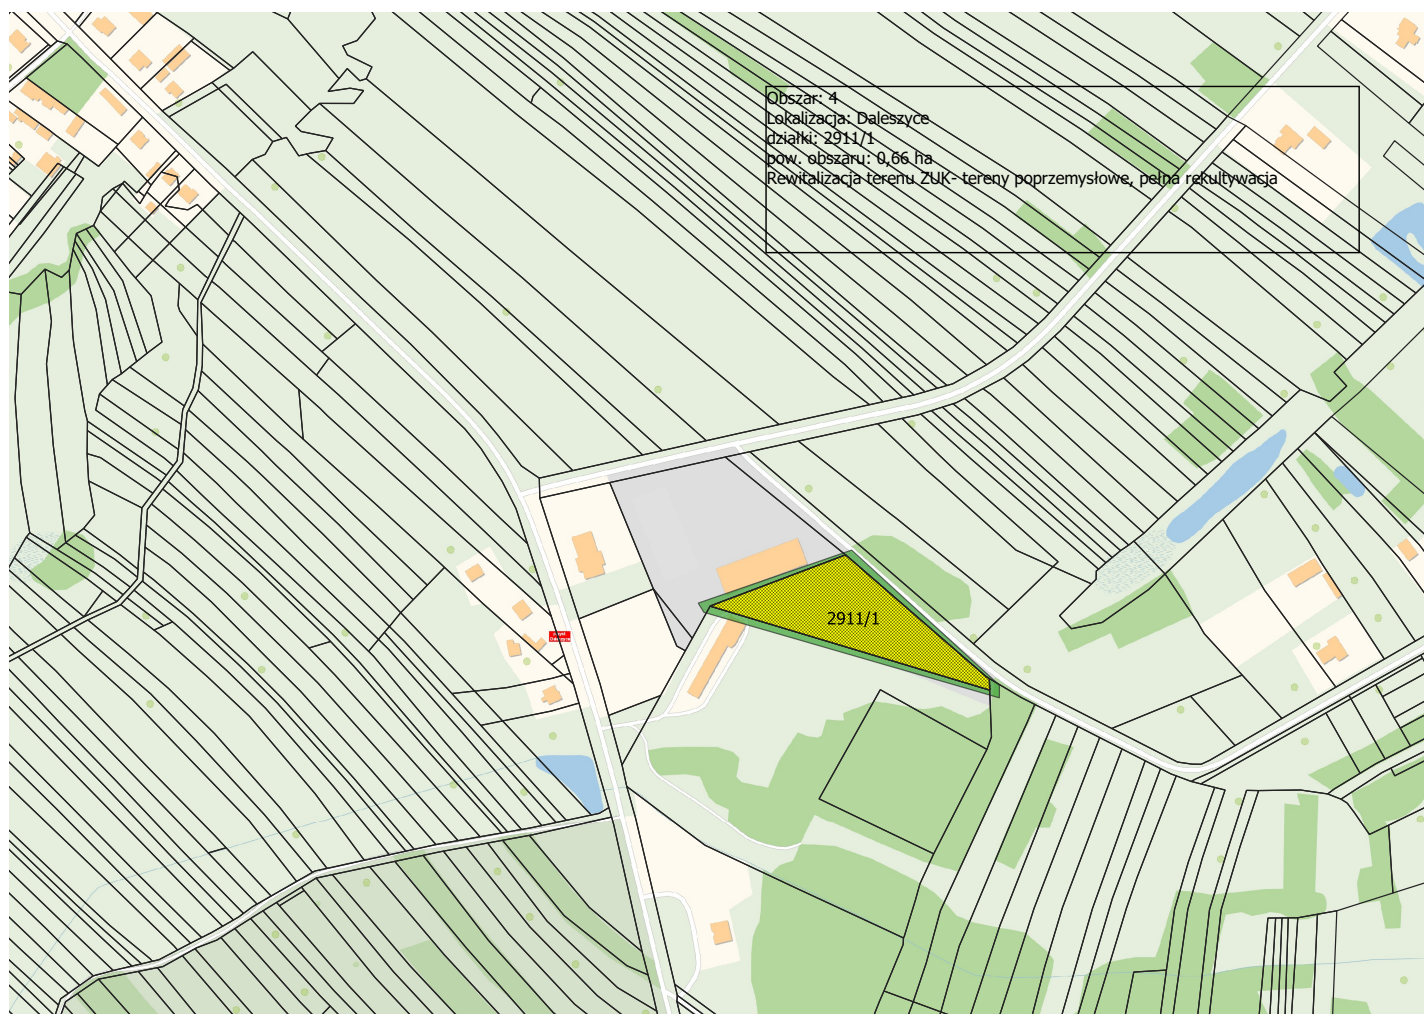 Obszar: 4
Lokalizacja: Daleszyce
działki: 2911/1
pow. obszaru: 0,66 ha
Rewitalizacja terenu ZUK- tereny poprzemysłowe, pełna rekultywacja
2911/1
Daleszyce